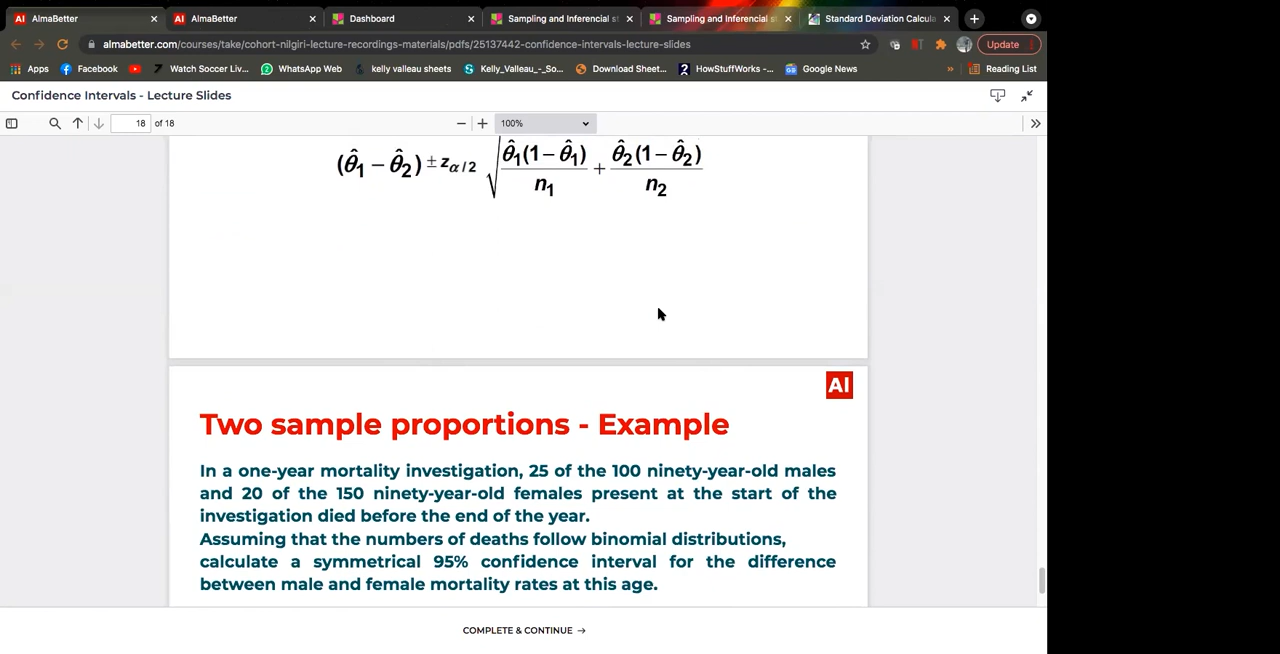 AI AlmaBetter
AI AlmaBetter
Dashboard
Sampling and Inferencial st
Sampling and Inferencial st
Standard Deviation Calcula
almabetter.com/courses/take/cohort-nilgiri-lecture-recordings-materials/pdfs/25137442-confidence-intervals-lecture-slides
Update
Apps
Facebook
Watch Soccer Liv...
WhatsApp Web
kelly valleau sheets
Kelly_Valleau_-_So...
Download Sheet...
HowStuffWorks -...
Google News
»
Reading List
Confidence Intervals - Lecture Slides
18 of 18
100%
(θ̂₁ − θ̂₂) ± z α/2 √ θ̂₁(1 − θ̂₁) / n₁ + θ̂₂(1 − θ̂₂) / n₂
AI
Two sample proportions - Example
In a one-year mortality investigation, 25 of the 100 ninety-year-old males
and 20 of the 150 ninety-year-old females present at the start of the
investigation died before the end of the year.
Assuming that the numbers of deaths follow binomial distributions,
calculate a symmetrical 95% confidence interval for the difference
between male and female mortality rates at this age.
COMPLETE & CONTINUE →